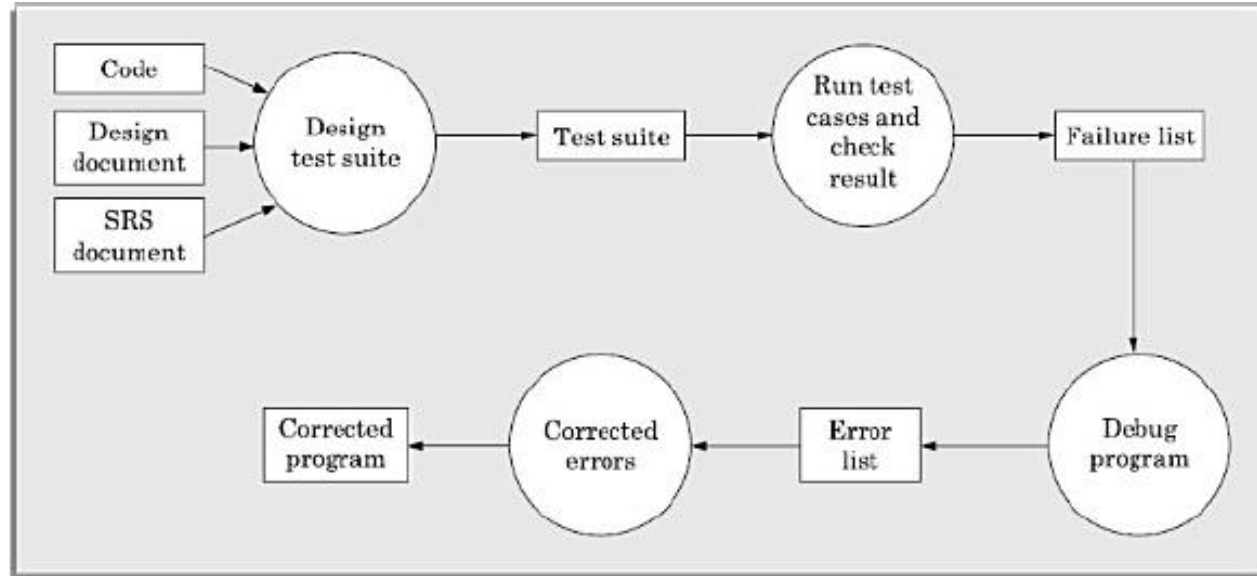 Code
Design
document
SRS
document
Design
test suite
Test suite
Run test
cases and
check
result
Failure list
Debug
program
Error
list
Corrected
errors
Corrected
program